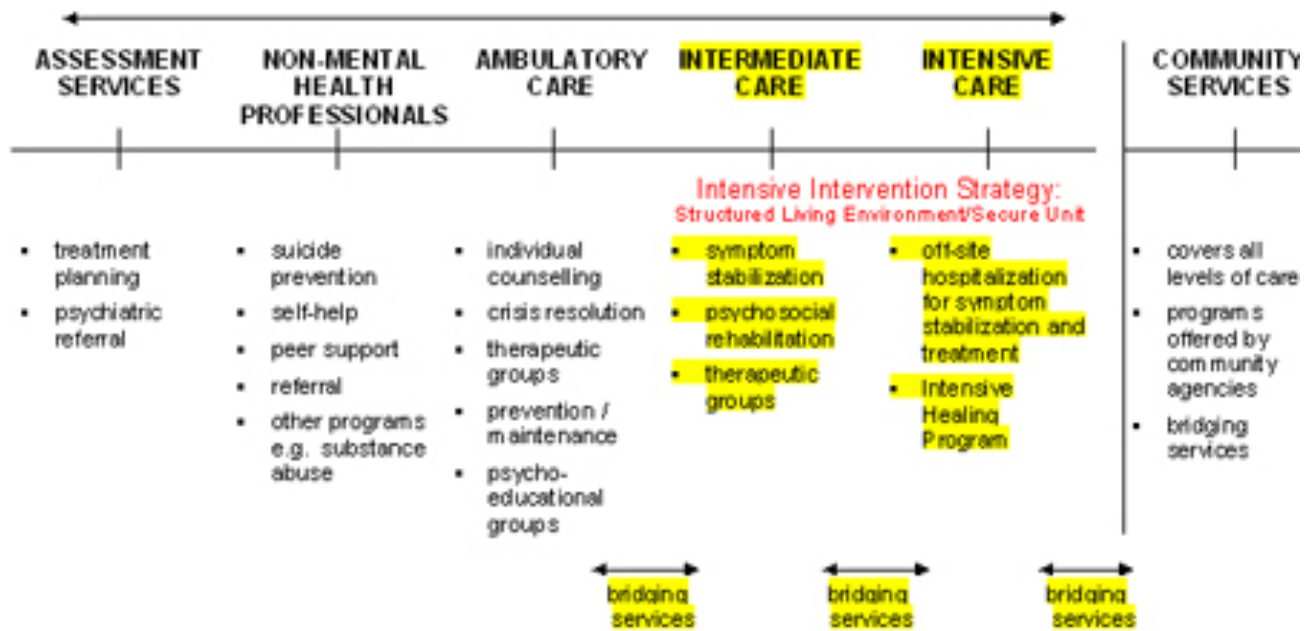 ASSESSMENT
SERVICES
NON-MENTAL
HEALTH
PROFESSIONALS
AMBULATORY
CARE
INTERMEDIATE
CARE
INTENSIVE
CARE
COMMUNITY
SERVICES
Intensive Intervention Strategy:
Structured Living Environment/Secure Unit
▪ treatment
planning
▪ psychiatric
referral
▪ suicide
prevention
▪ self-help
▪ peer support
▪ referral
▪ other programs
e.g. substance
abuse
▪ individual
counselling
▪ crisis resolution
▪ therapeutic
groups
▪ prevention /
maintenance
▪ psycho-
educational
groups
▪ symptom
stabilization
▪ psychosocial
rehabilitation
▪ therapeutic
groups
▪ off-site
hospitalization
for symptom
stabilization and
treatment
▪ Intensive
Healing
Program
▪ covers all
levels of care
▪ programs
offered by
community
agencies
▪ bridging
services
bridging
services
bridging
services
bridging
services